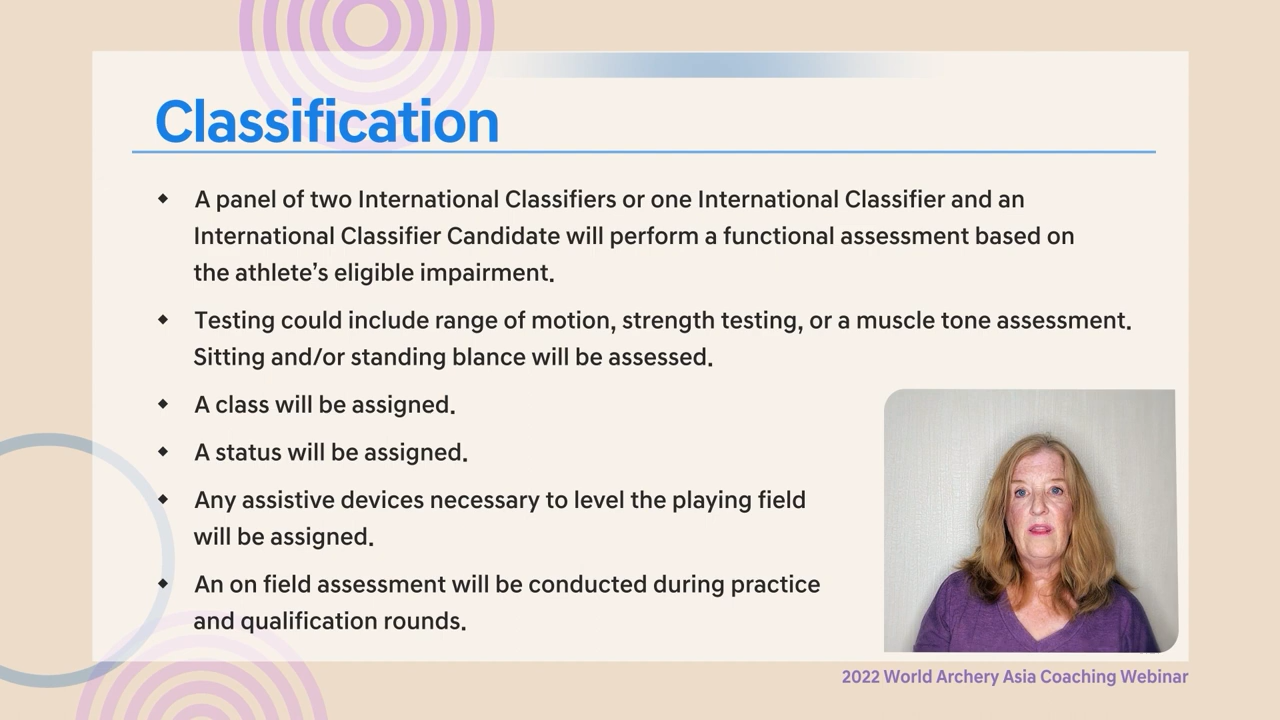 Classification
◆ A panel of two International Classifiers or one International Classifier and an
International Classifier Candidate will perform a functional assessment based on
the athlete’s eligible impairment.
◆ Testing could include range of motion, strength testing, or a muscle tone assessment.
Sitting and/or standing blance will be assessed.
◆ A class will be assigned.
◆ A status will be assigned.
◆ Any assistive devices necessary to level the playing field
will be assigned.
◆ An on field assessment will be conducted during practice
and qualification rounds.
2022 World Archery Asia Coaching Webinar